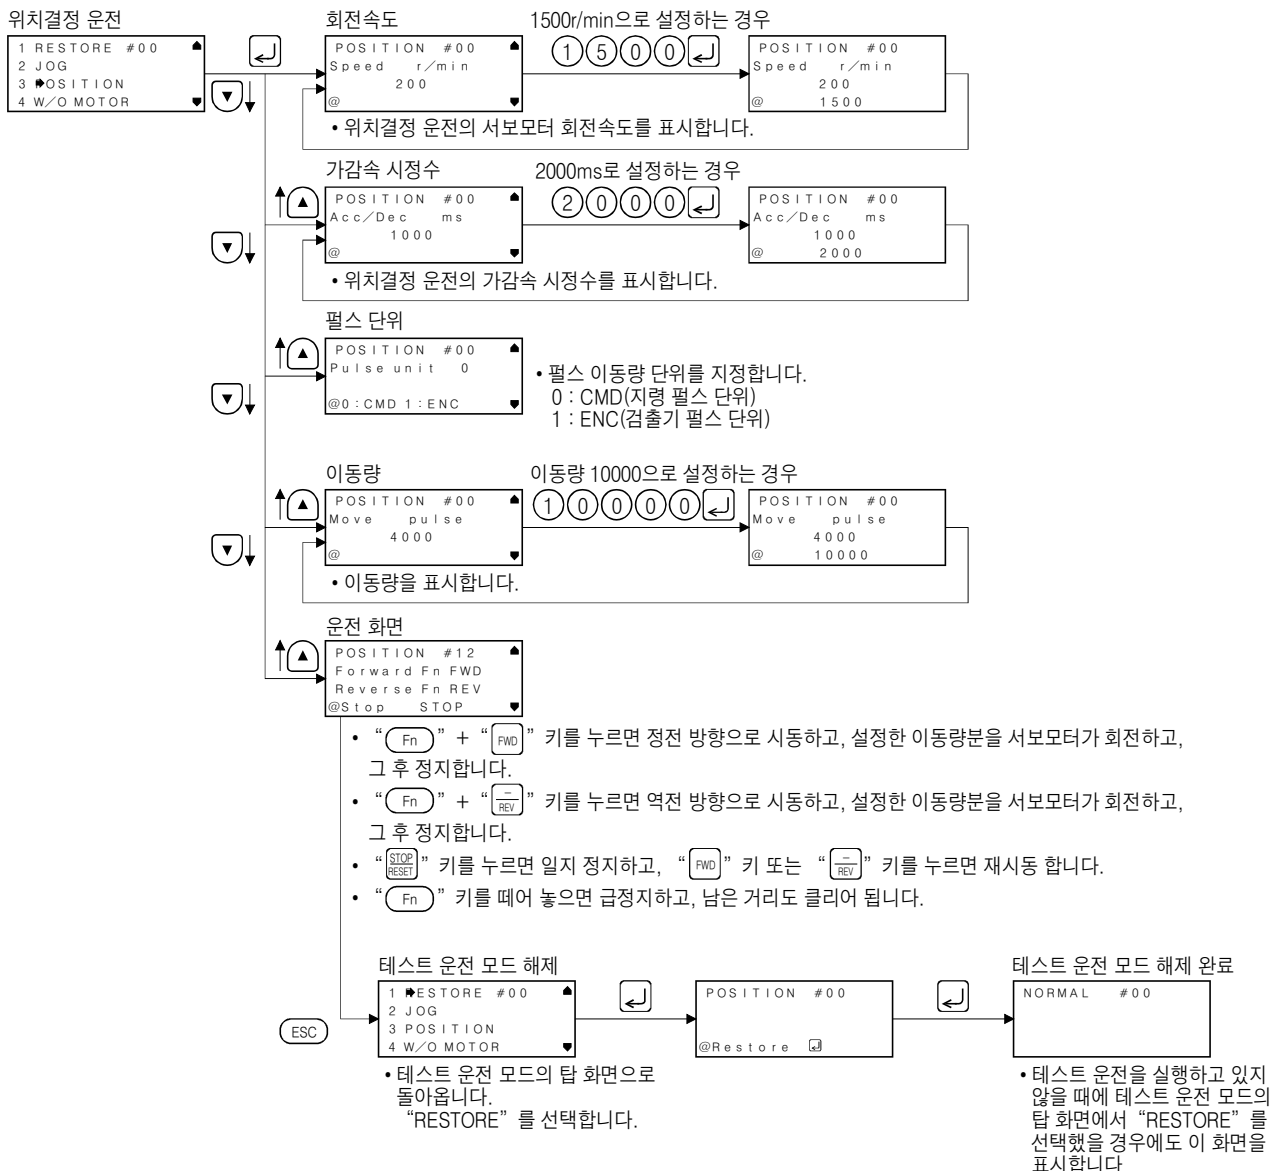 위치결정 운전
1 RESTORE #00
2 JOG
3 POSITION
4 W/O MOTOR
회전속도
POSITION #00
Speed r/min
200
@
1500r/min으로 설정하는 경우
1 5 0 0
POSITION #00
Speed r/min
200
@ 1500
• 위치결정 운전의 서보모터 회전속도를 표시합니다.
가감속 시정수
POSITION #00
Acc/Dec ms
1000
@
2000ms로 설정하는 경우
2 0 0 0
POSITION #00
Acc/Dec ms
1000
@ 2000
• 위치결정 운전의 가감속 시정수를 표시합니다.
펄스 단위
POSITION #00
Pulse unit 0
@0:CMD 1:ENC
• 펄스 이동량 단위를 지정합니다.
0 : CMD(지령 펄스 단위)
1 : ENC(검출기 펄스 단위)
이동량
POSITION #00
Move pulse
4000
@
이동량 10000으로 설정하는 경우
1 0 0 0 0
POSITION #00
Move pulse
4000
@ 10000
• 이동량을 표시합니다.
운전 화면
POSITION #12
Forward Fn FWD
Reverse Fn REV
@Stop STOP
• “Fn” + “FWD” 키를 누르면 정전 방향으로 시동하고, 설정한 이동량분을 서보모터가 회전하고,
그 후 정지합니다.
• “Fn” + “− REV” 키를 누르면 역전 방향으로 시동하고, 설정한 이동량분을 서보모터가 회전하고,
그 후 정지합니다.
• “STOP RESET” 키를 누르면 일지 정지하고, “FWD” 키 또는 “− REV” 키를 누르면 재시동 합니다.
• “Fn” 키를 떼어 놓으면 급정지하고, 남은 거리도 클리어 됩니다.
ESC
테스트 운전 모드 해제
1 RESTORE #00
2 JOG
3 POSITION
4 W/O MOTOR
• 테스트 운전 모드의 탑 화면으로
돌아옵니다.
“RESTORE”를 선택합니다.
POSITION #00
@Restore
테스트 운전 모드 해제 완료
NORMAL #00
• 테스트 운전을 실행하고 있지
않을 때에 테스트 운전 모드의
탑 화면에서 “RESTORE”를
선택했을 경우에도 이 화면을
표시합니다